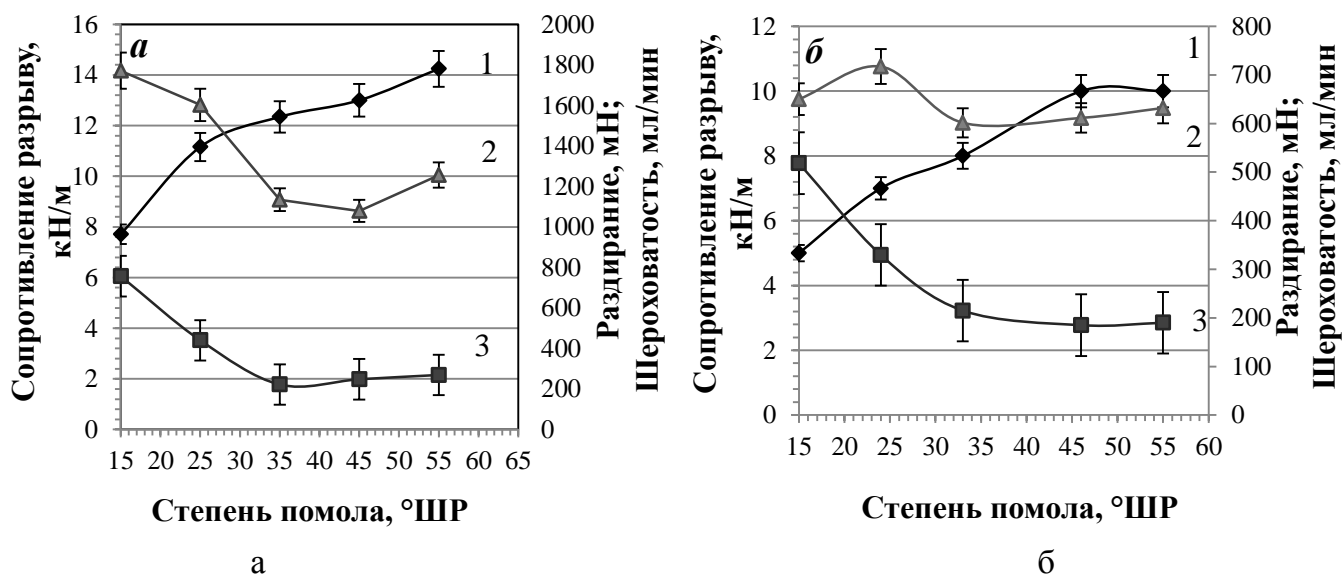 Сопротивление разрыву,
кН/м
16
14
12
10
8
6
4
2
0
а
1
2
3
2000
1800
1600
1400
1200
1000
800
600
400
200
0
Раздирание, мН;
Шероховатость, мл/мин
15 20 25 30 35 40 45 50 55 60 65
Степень помола, °ШР
а
Сопротивление разрыву,
кН/м
12
10
8
6
4
2
0
б
1
2
3
800
700
600
500
400
300
200
100
0
Раздирание, мН;
Шероховатость, мл/мин
15 20 25 30 35 40 45 50 55 60
Степень помола, °ШР
б